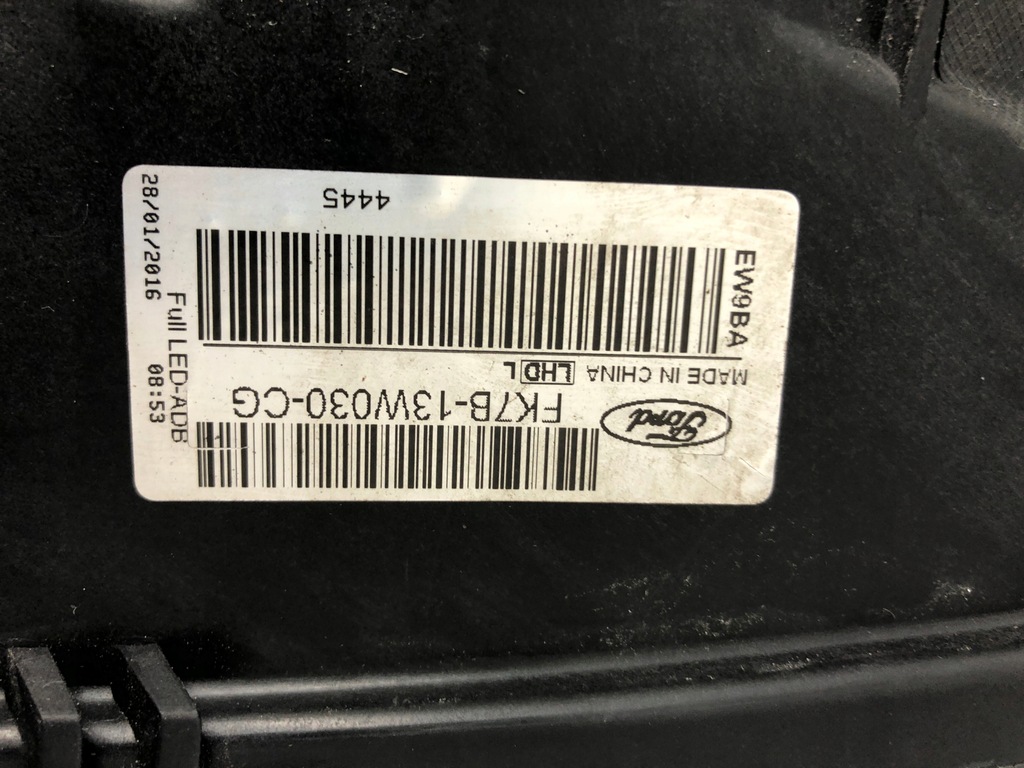 Ford
FK7B-13W030-CG
MADE IN CHINA LHD L
EW9BA
4445
Full LED-ADB
28/01/2016 08:53